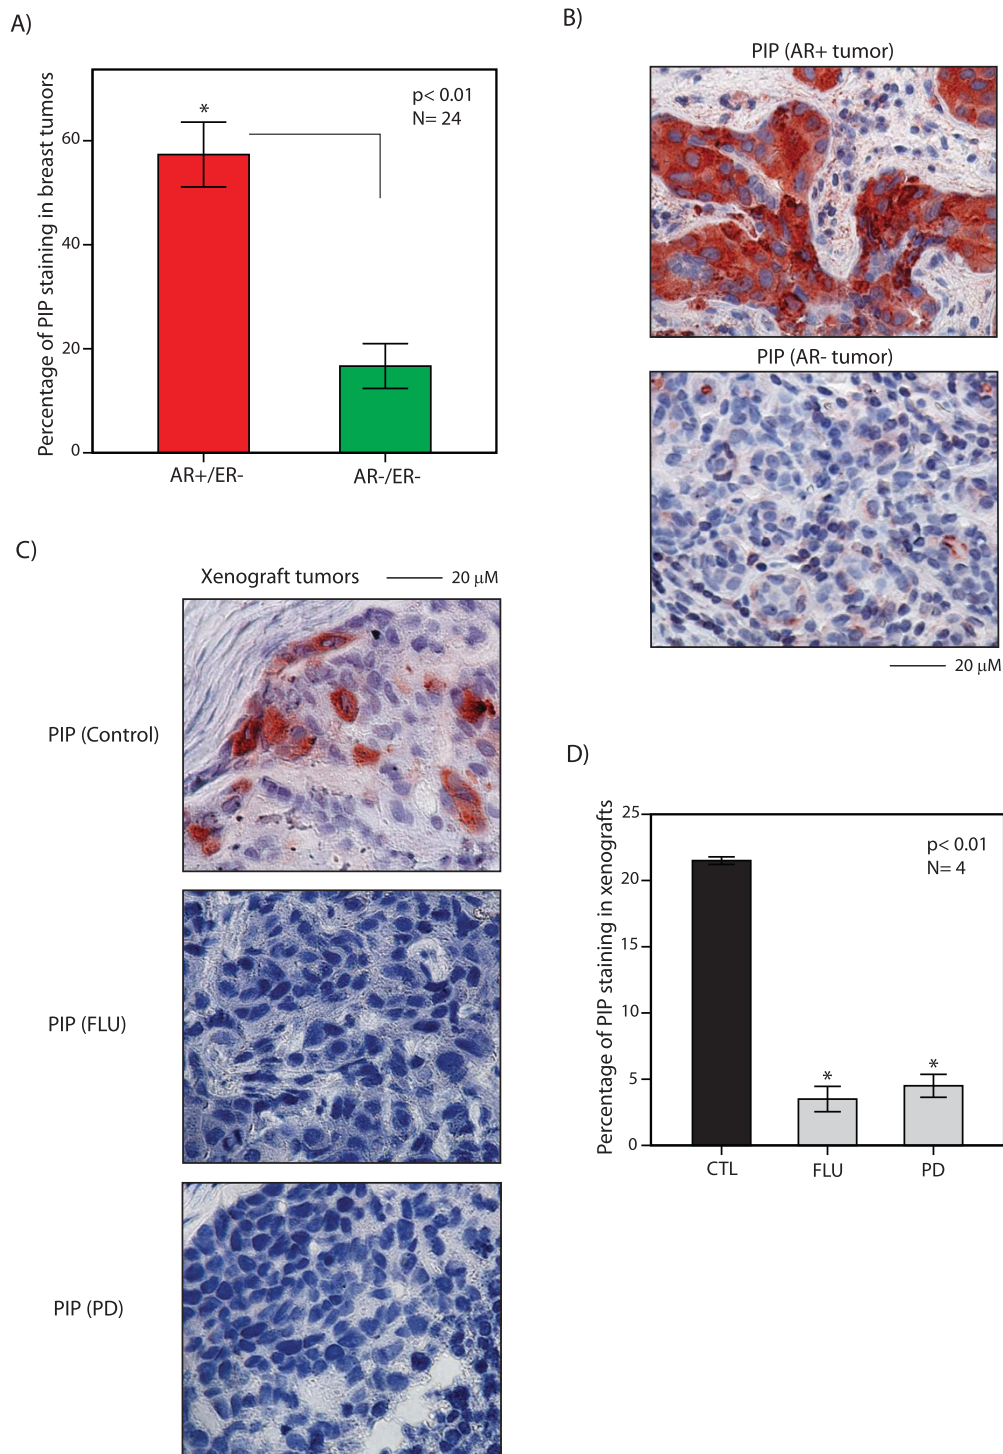 A)
Percentage of PIP staining in breast tumors
60
40
20
0
*
p< 0.01
N= 24
AR+/ER-
AR-/ER-
B)
PIP (AR+ tumor)
PIP (AR- tumor)
20 μM
C)
Xenograft tumors
20 μM
PIP (Control)
PIP (FLU)
PIP (PD)
D)
Percentage of PIP staining in xenografts
25
20
15
10
5
0
p< 0.01
N= 4
*
*
CTL
FLU
PD